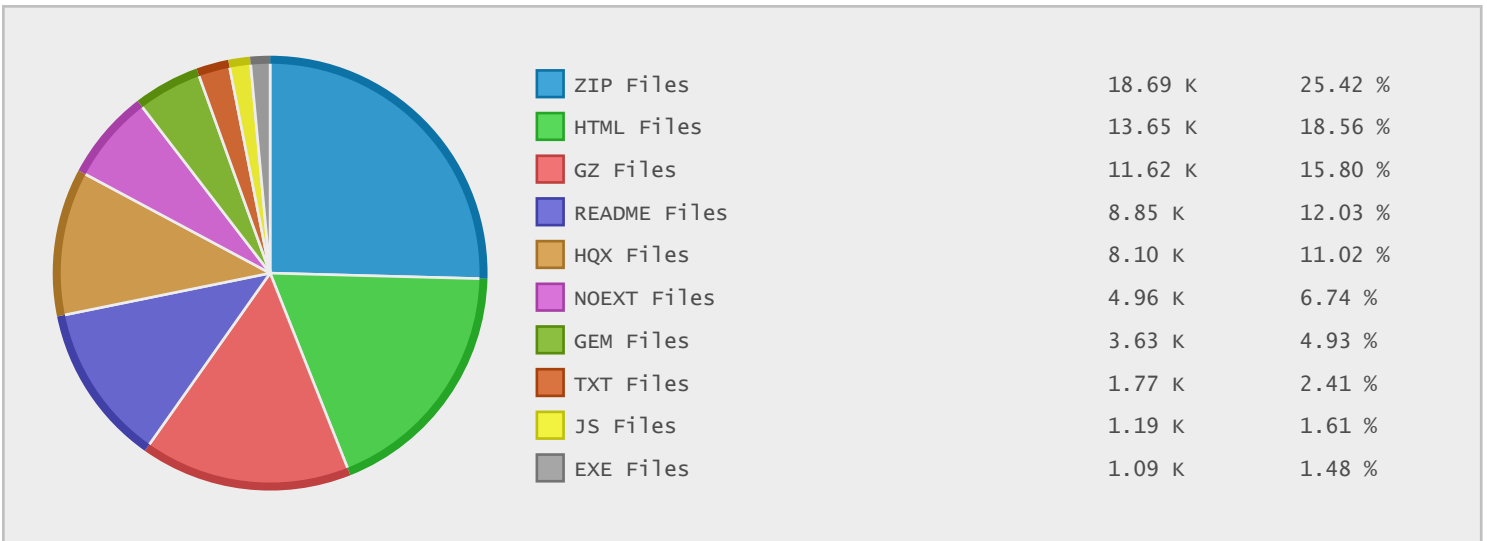 ZIP Files 18.69 K 25.42 %
HTML Files 13.65 K 18.56 %
GZ Files 11.62 K 15.80 %
README Files 8.85 K 12.03 %
HQX Files 8.10 K 11.02 %
NOEXT Files 4.96 K 6.74 %
GEM Files 3.63 K 4.93 %
TXT Files 1.77 K 2.41 %
JS Files 1.19 K 1.61 %
EXE Files 1.09 K 1.48 %